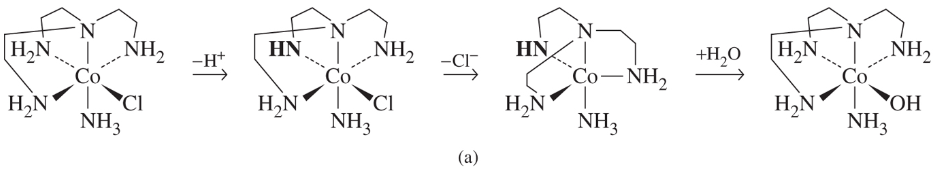 N N N N
H₂N NH₂ HN NH₂ HN H₂N NH₂
–H⁺ –Cl⁻ +H₂O
Co Co Co NH₂ Co
H₂N Cl H₂N Cl H₂N H₂N OH
NH₃ NH₃ NH₃ NH₃
(a)